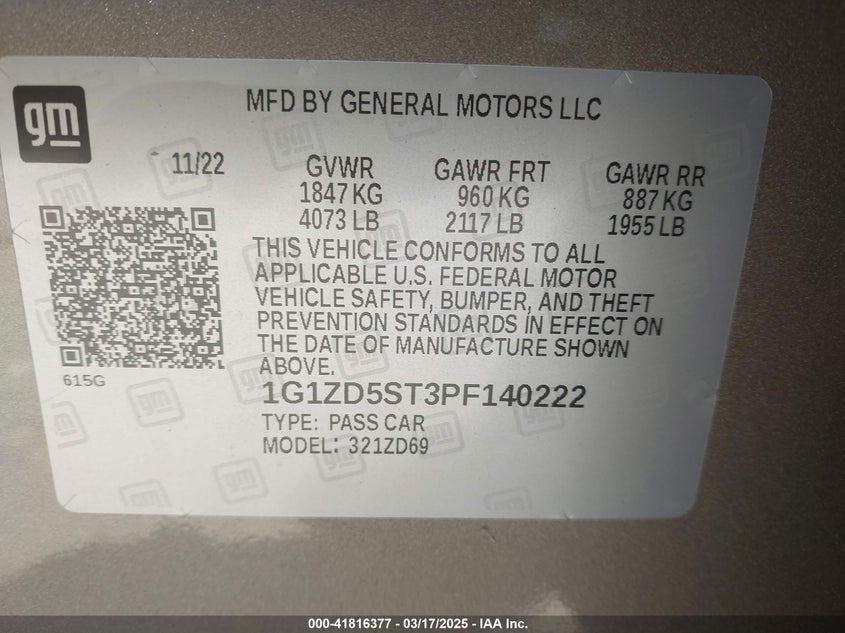 gm
MFD BY GENERAL MOTORS LLC
11/22
GVWR
1847 KG
4073 LB
GAWR FRT
960 KG
2117 LB
GAWR RR
887 KG
1955 LB
THIS VEHICLE CONFORMS TO ALL
APPLICABLE U.S. FEDERAL MOTOR
VEHICLE SAFETY, BUMPER, AND THEFT
PREVENTION STANDARDS IN EFFECT ON
THE DATE OF MANUFACTURE SHOWN
ABOVE.
615G
1G1ZD5ST3PF140222
TYPE: PASS CAR
MODEL: 321ZD69
000-41816377 - 03/17/2025 - IAA Inc.